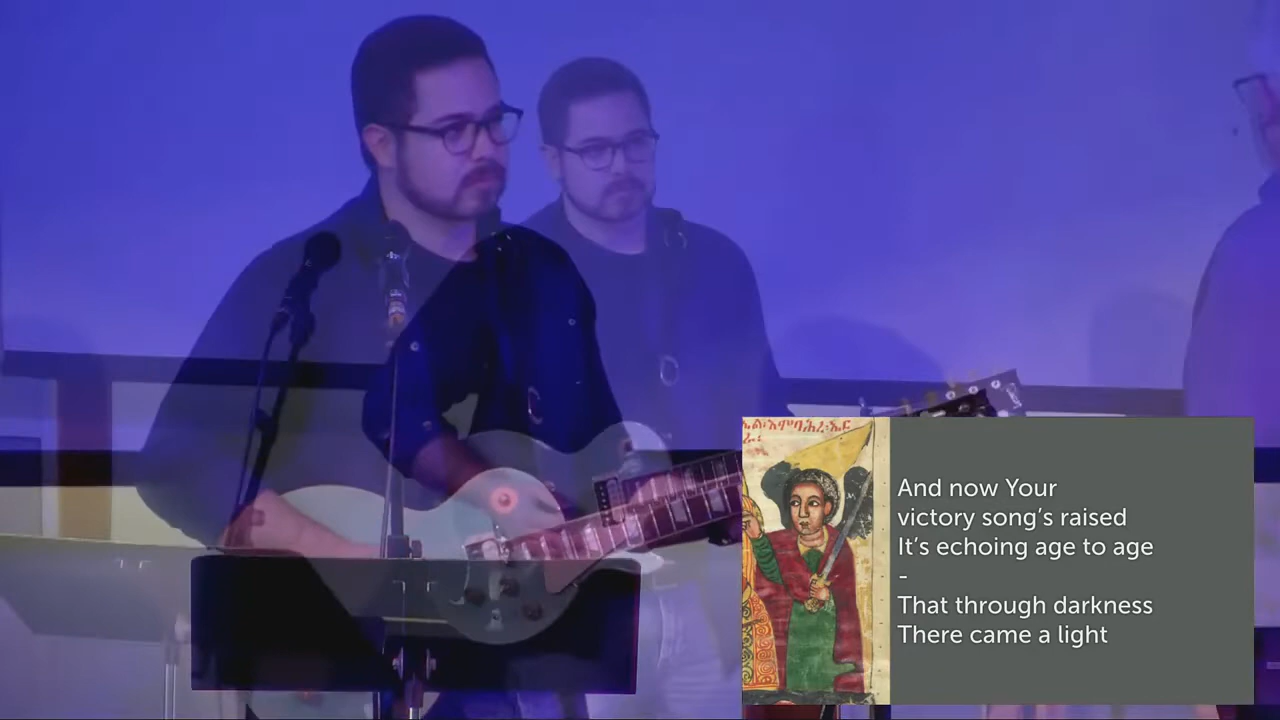 And now Your
victory song's raised
It's echoing age to age
-
That through darkness
There came a light